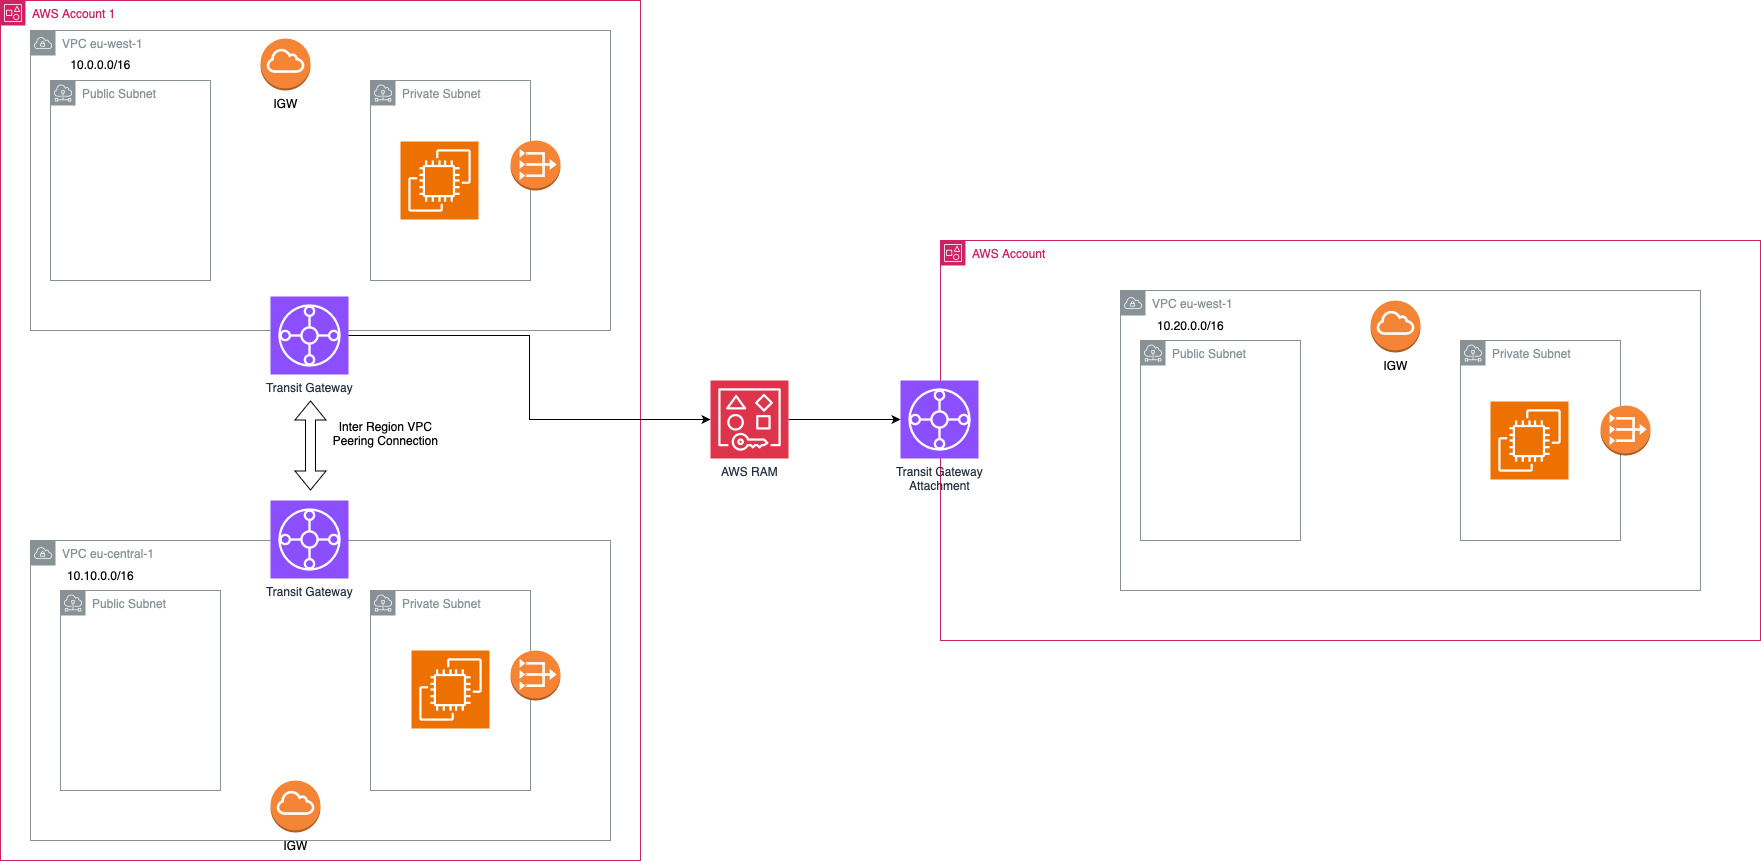 AWS Account 1
VPC eu-west-1
10.0.0.0/16
IGW
Public Subnet
Private Subnet
Transit Gateway
Inter Region VPC
Peering Connection
Transit Gateway
VPC eu-central-1
10.10.0.0/16
Public Subnet
Private Subnet
IGW
AWS RAM
Transit Gateway
Attachment
AWS Account
VPC eu-west-1
10.20.0.0/16
IGW
Public Subnet
Private Subnet